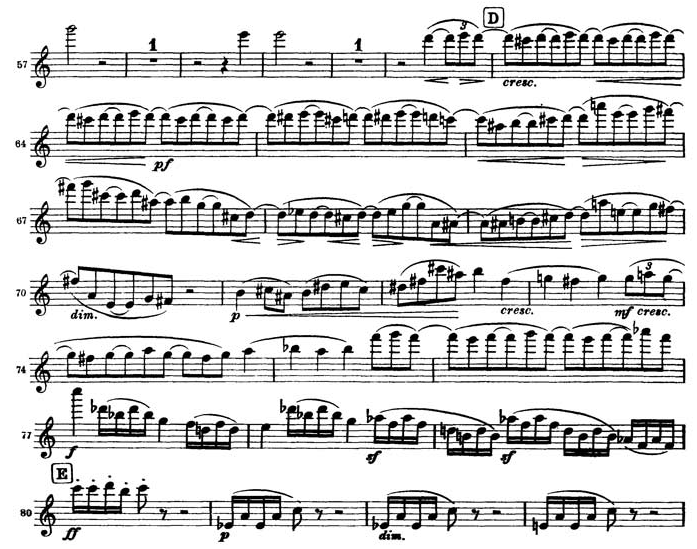 57 1 1 3 D cresc.
64 pf
67
70 dim. p cresc. mf cresc. 3
74
77 f sf sf
E
80 ff p dim.